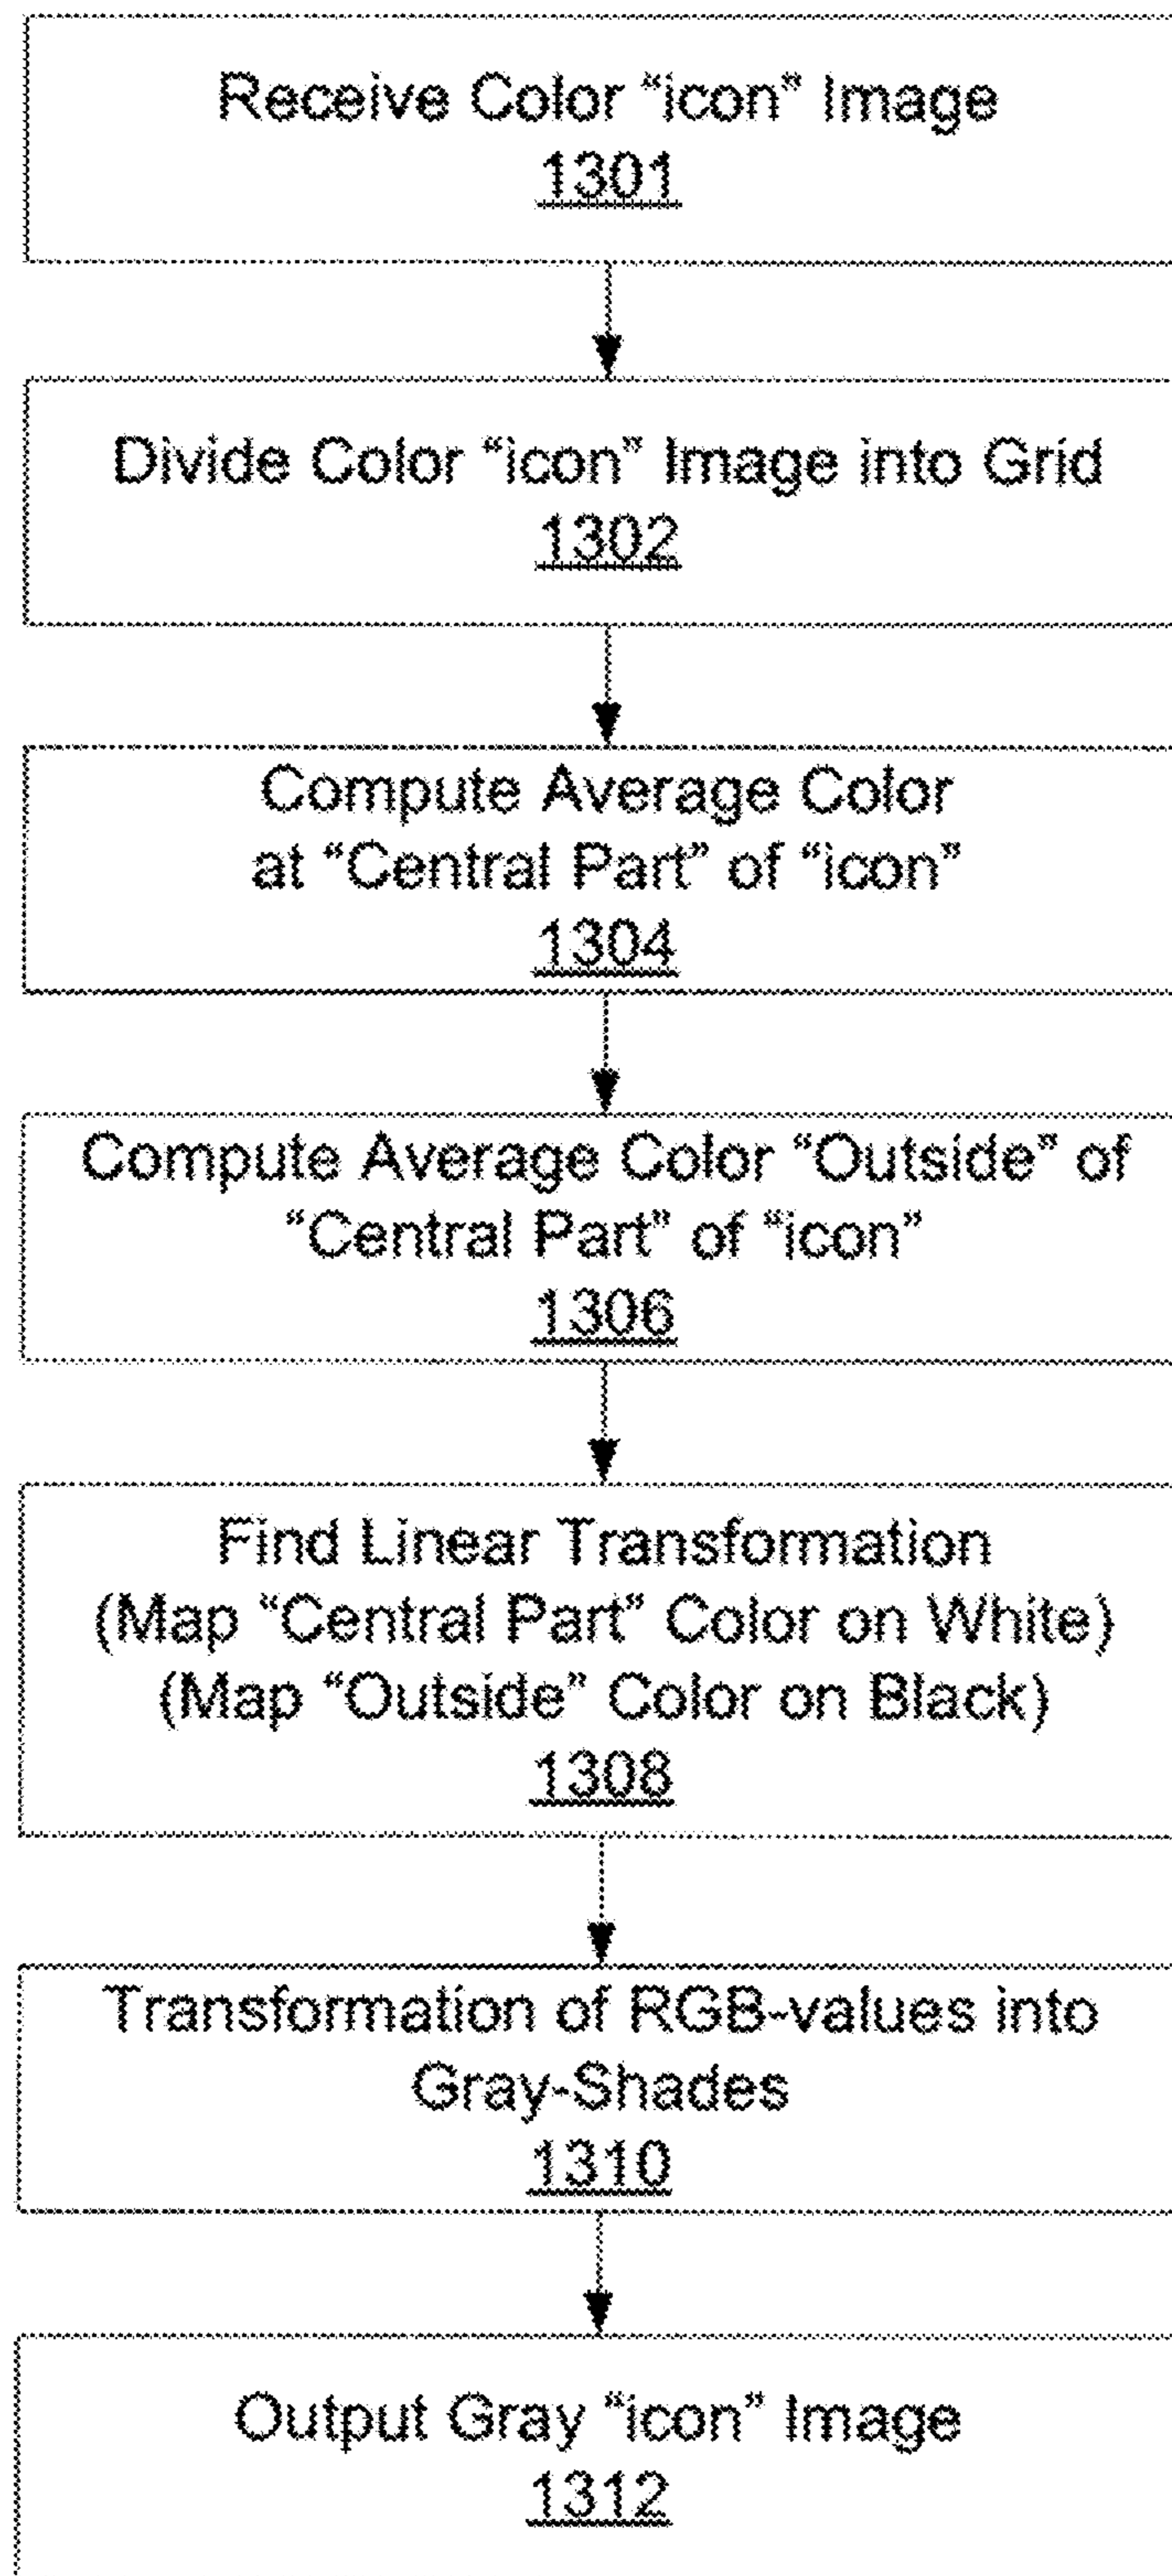 Receive Color “icon” Image
1301
Divide Color “icon” Image into Grid
1302
Compute Average Color
at “Central Part” of “icon”
1304
Compute Average Color “Outside” of
“Central Part” of “icon”
1306
Find Linear Transformation
(Map “Central Part” Color on White)
(Map “Outside” Color on Black)
1308
Transformation of RGB-values into
Gray-Shades
1310
Output Gray “icon” Image
1312